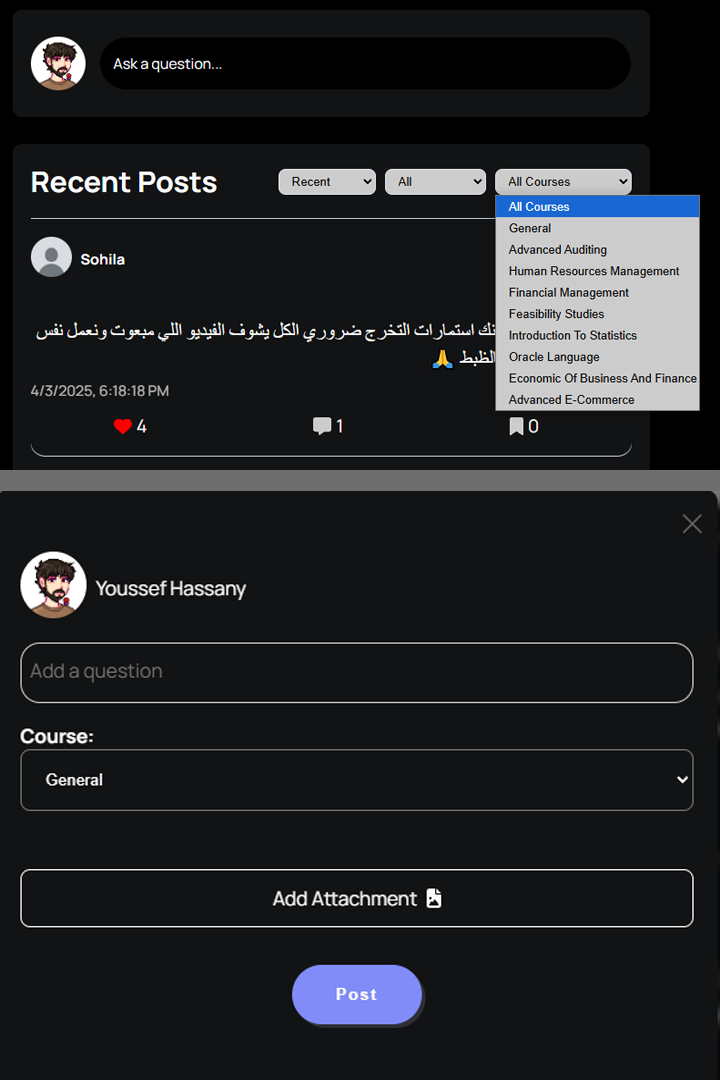 Ask a question...
Recent Posts
Recent
All
All Courses
All Courses
General
Advanced Auditing
Human Resources Management
Financial Management
Feasibility Studies
Introduction To Statistics
Oracle Language
Economic Of Business And Finance
Advanced E-Commerce
Sohila
استمارات التخرج ضروري الكل يشوف الفيديو اللي مبعوت ونعمل نفس
الظبط 🙏
4/3/2025, 6:18:18 PM
4
1
0
Youssef Hassany
Add a question
Course:
General
Add Attachment
Post